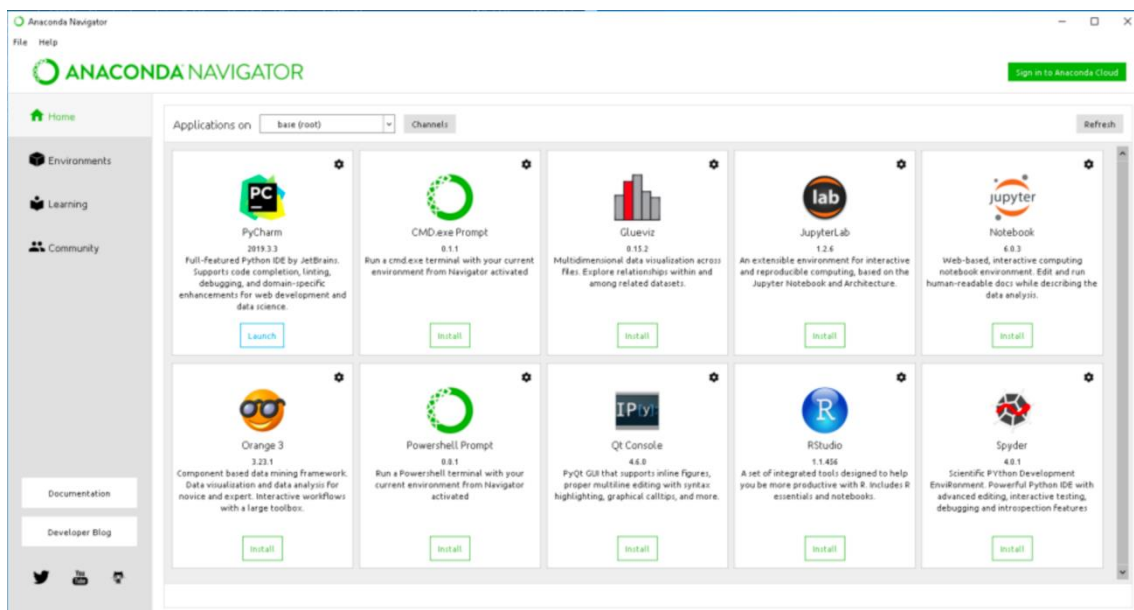 Anaconda Navigator
File Help
ANACONDA NAVIGATOR
Sign in to Anaconda Cloud
Home
Environments
Learning
Community
Documentation
Developer Blog
You Tube
Applications on base (root) Channels Refresh
PC
PyCharm
2019.3.3
Full-featured Python IDE by JetBrains.
Supports code completion, linting,
debugging, and domain-specific
enhancements for web development and
data science.
Launch
CMD.exe Prompt
0.1.1
Run a cmd.exe terminal with your current
environment from Navigator activated
Install
Glueviz
0.15.2
Multidimensional data visualization across
files. Explore relationships within and
among related datasets.
Install
lab
JupyterLab
1.2.6
An extensible environment for interactive
and reproducible computing, based on the
Jupyter Notebook and Architecture.
Install
jupyter
Notebook
6.0.3
Web-based, interactive computing
notebook environment. Edit and run
human-readable docs while describing the
data analysis.
Install
Orange 3
3.23.1
Component based data mining framework.
Data visualization and data analysis for
novice and expert. Interactive workflows
with a large toolbox.
Install
Powershell Prompt
0.0.1
Run a Powershell terminal with your
current environment from Navigator
activated
Install
IP[y]:
Qt Console
4.6.0
PyQt GUI that supports inline figures,
proper multiline editing with syntax
highlighting, graphical calltips, and more.
Install
R
RStudio
1.1.456
A set of integrated tools designed to help
you be more productive with R. Includes R
essentials and notebooks.
Install
Spyder
4.0.1
Scientific PYthon Development
EnviRonment. Powerful Python IDE with
advanced editing, interactive testing,
debugging and introspection features
Install